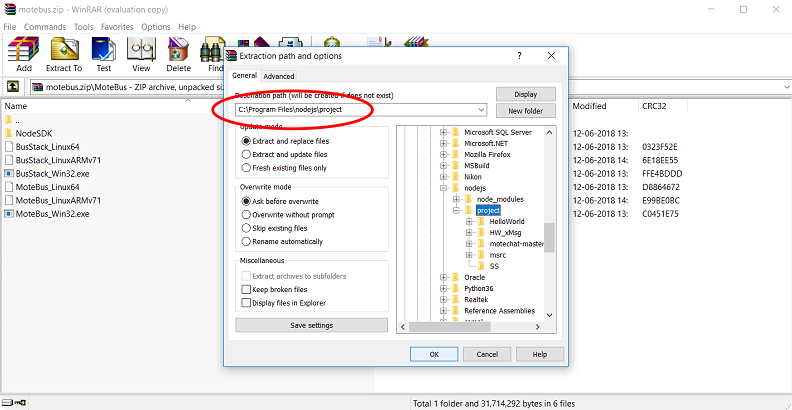 motebus.zip - WinRAR (evaluation copy)
File Commands Tools Favorites Options Help
Add Extract To Test View Delete Find
motebus.zip\MoteBus - ZIP archive, unpacked siz
Name Modified CRC32
..
NodeSDK 12-06-2018 13:
BusStack_Linux64 12-06-2018 13: 0323F52E
BusStack_LinuxARMv71 12-06-2018 14: 6E18EE55
BusStack_Win32.exe 12-06-2018 13: FFE4BDDD
MoteBus_Linux64 12-06-2018 13: D8864672
MoteBus_LinuxARMv71 12-06-2018 14: E99BE0BC
MoteBus_Win32.exe 12-06-2018 13: C0451E75
Extraction path and options
General Advanced
Destination path (will be created if does not exist)
C:\Program Files\nodejs\project
Display
New folder
Update mode
Extract and replace files
Extract and update files
Fresh existing files only
Overwrite mode
Ask before overwrite
Overwrite without prompt
Skip existing files
Rename automatically
Miscellaneous
Extract archives to subfolders
Keep broken files
Display files in Explorer
Save settings
Microsoft SQL Server
Microsoft.NET
Mozilla Firefox
MSBuild
Nikon
nodejs
node_modules
project
HelloWorld
HW_xMsg
motechat-master
msrc
SS
Oracle
Python36
Realtek
Reference Assemblies
OK Cancel Help
Total 1 folder and 31,714,292 bytes in 6 files